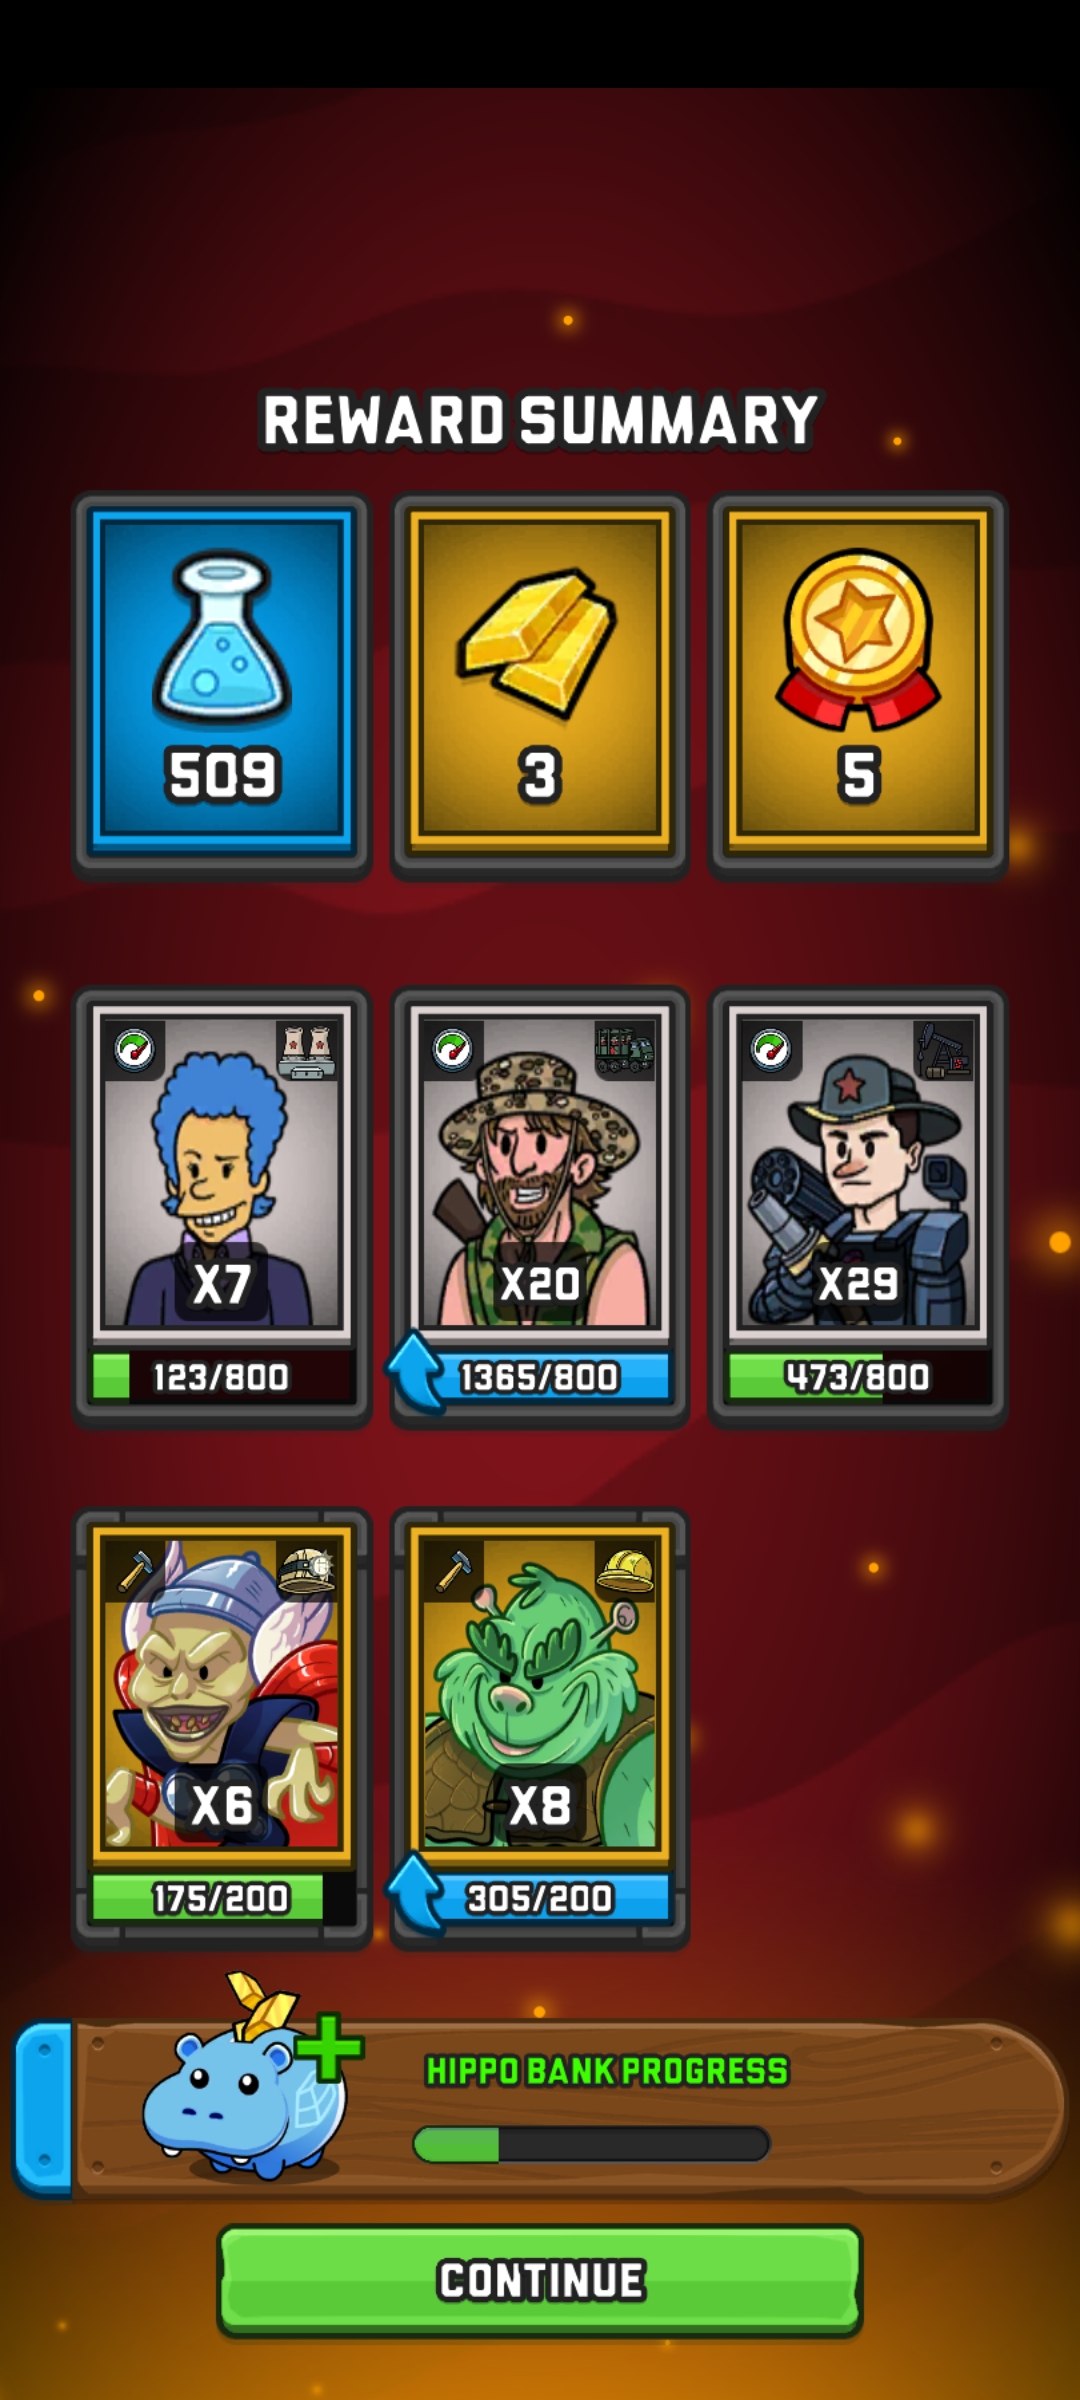 REWARD SUMMARY
509
3
5
X7
X20
X29
123/800
1365/800
473/800
X6
X8
175/200
305/200
HIPPO BANK PROGRESS
CONTINUE